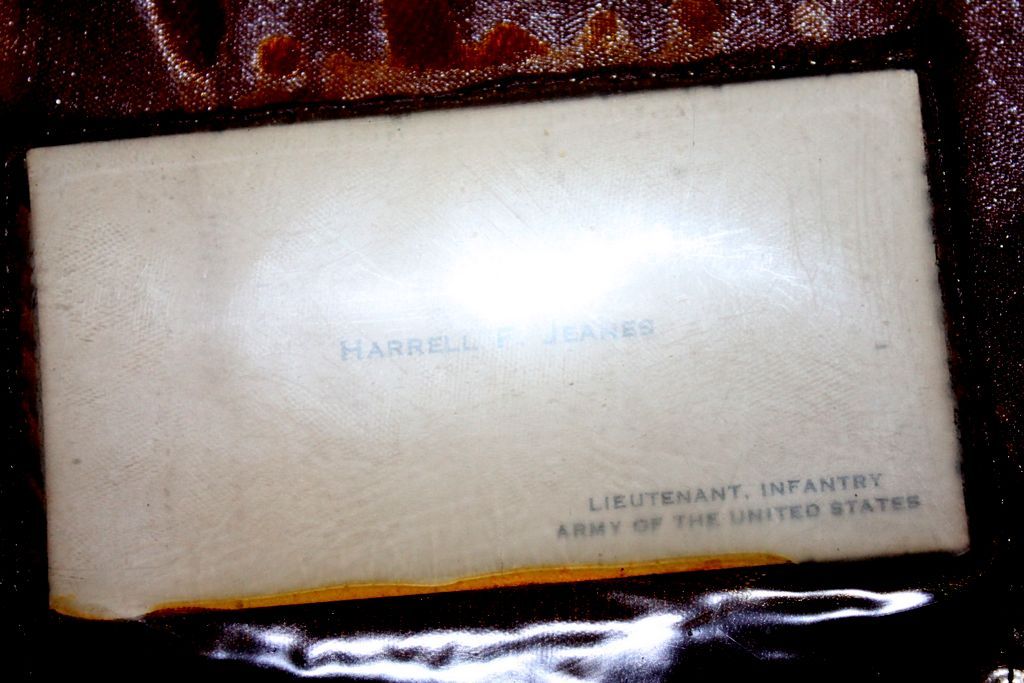 HARRELL F. JEANES
LIEUTENANT, INFANTRY
ARMY OF THE UNITED STATES